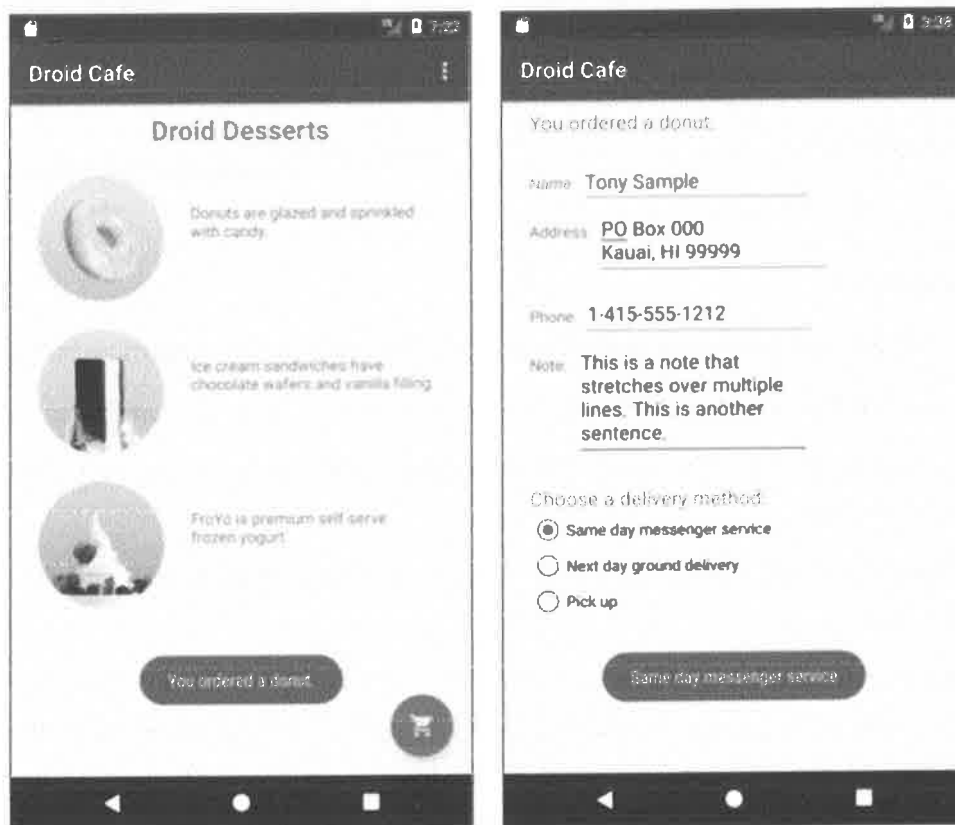 7:22
Droid Cafe
Droid Desserts
Donuts are glazed and sprinkled
with candy.
Ice cream sandwiches have
chocolate wafers and vanilla filling
FroYo is premium self serve
frozen yogurt
You ordered a donut.
Droid Cafe
You ordered a donut.
Name Tony Sample
Address PO Box 000
Kauai, HI 99999
Phone 1-415-555-1212
Note This is a note that
stretches over multiple
lines. This is another
sentence.
Choose a delivery method:
Same day messenger service
Next day ground delivery
Pick up
Same day messenger service